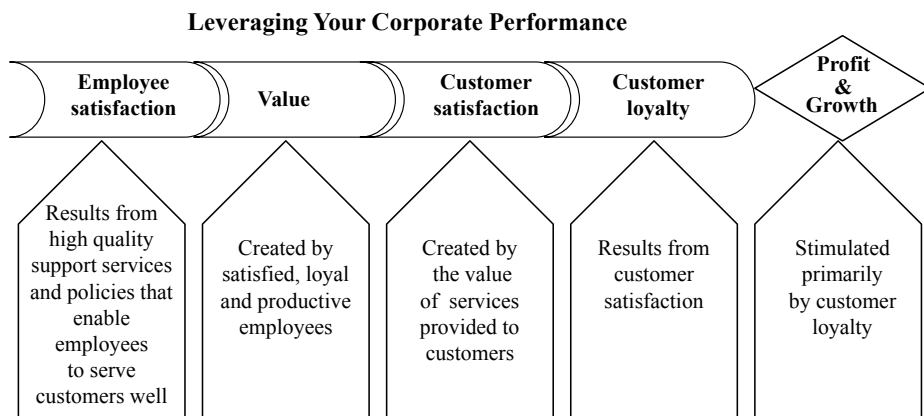 Leveraging Your Corporate Performance
Employee
satisfaction
Value
Customer
satisfaction
Customer
loyalty
Profit
&
Growth
Results from
high quality
support services
and policies that
enable
employees
to serve
customers well
Created by
satisfied, loyal
and productive
employees
Created by
the value
of services
provided to
customers
Results from
customer
satisfaction
Stimulated
primarily
by customer
loyalty